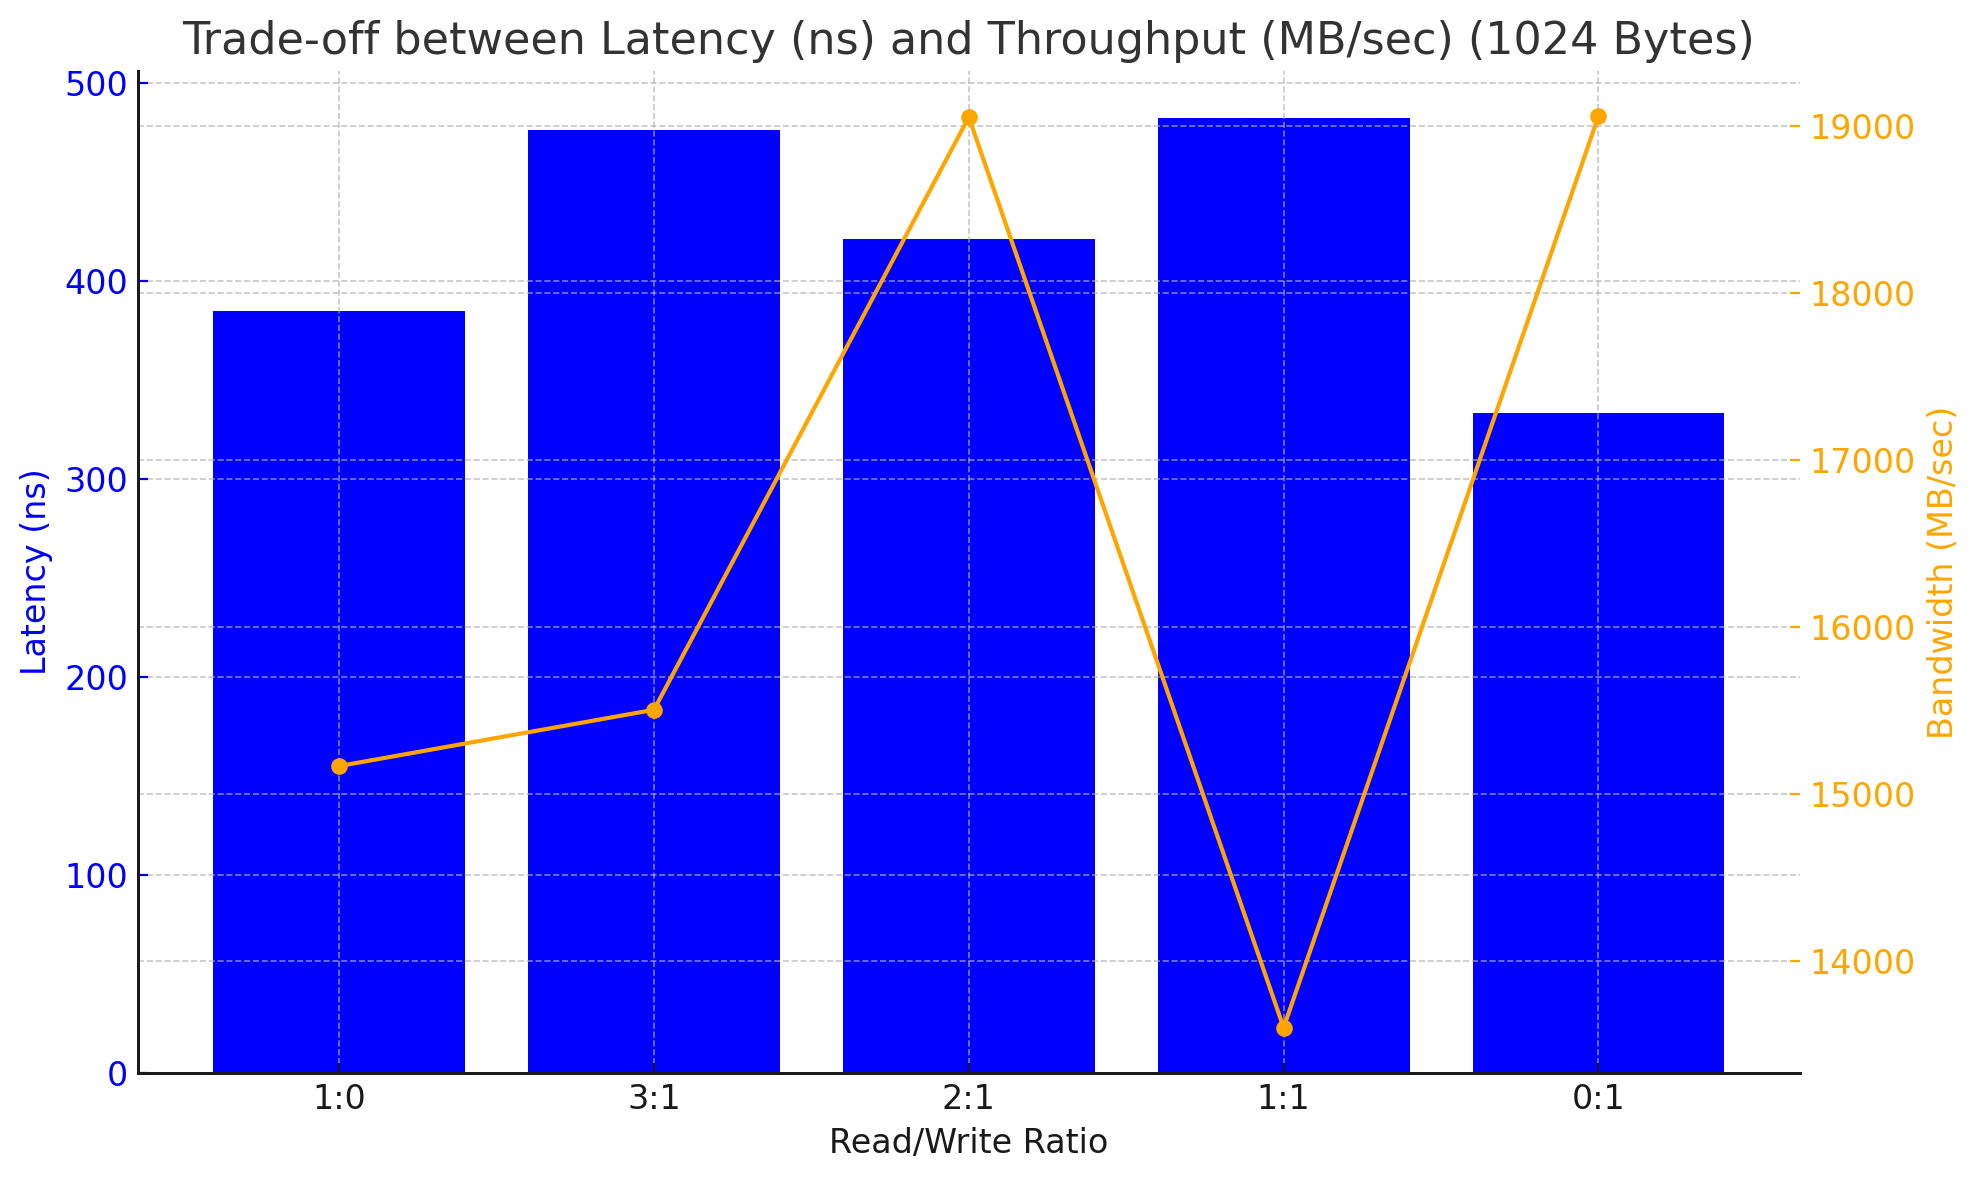 Trade-off between Latency (ns) and Throughput (MB/sec) (1024 Bytes)
500
400
300
200
100
0
Latency (ns)
19000
18000
17000
16000
15000
14000
Bandwidth (MB/sec)
1:0 3:1 2:1 1:1 0:1
Read/Write Ratio